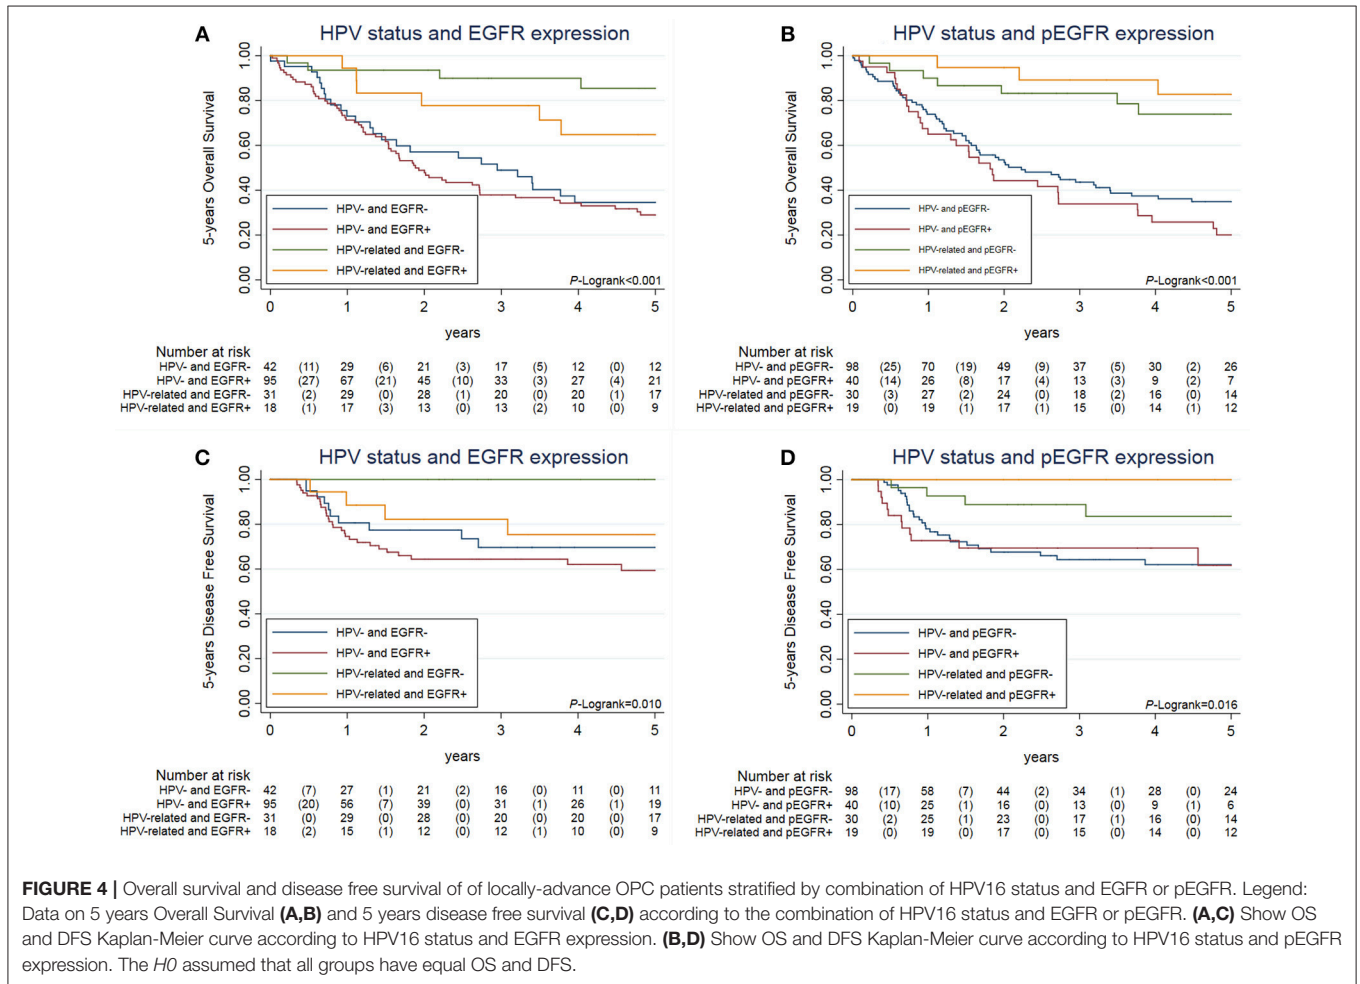 A HPV status and EGFR expression
5-years Overall Survival
1.00
0.80
0.60
0.40
0.20
0.00
HPV- and EGFR-
HPV- and EGFR+
HPV-related and EGFR-
HPV-related and EGFR+
P-Logrank<0.001
0 1 2 3 4 5
years
Number at risk
HPV- and EGFR- 42 (11) 29 (6) 21 (3) 17 (5) 12 (0) 12
HPV- and EGFR+ 95 (27) 67 (21) 45 (10) 33 (3) 27 (4) 21
HPV-related and EGFR- 31 (2) 29 (0) 28 (1) 20 (0) 20 (1) 17
HPV-related and EGFR+ 18 (1) 17 (3) 13 (0) 13 (2) 10 (0) 9
B HPV status and pEGFR expression
5-years Overall Survival
1.00
0.80
0.60
0.40
0.20
0.00
HPV- and pEGFR-
HPV- and pEGFR+
HPV-related and pEGFR-
HPV-related and pEGFR+
P-Logrank<0.001
0 1 2 3 4 5
years
Number at risk
HPV- and pEGFR- 98 (25) 70 (19) 49 (9) 37 (5) 30 (2) 26
HPV- and pEGFR+ 40 (14) 26 (8) 17 (4) 13 (3) 9 (2) 7
HPV-related and pEGFR- 30 (3) 27 (2) 24 (0) 18 (2) 16 (0) 14
HPV-related and pEGFR+ 19 (0) 19 (1) 17 (1) 15 (0) 14 (1) 12
C HPV status and EGFR expression
5-years Disease Free Survival
1.00
0.80
0.60
0.40
0.20
0.00
HPV- and EGFR-
HPV- and EGFR+
HPV-related and EGFR-
HPV-related and EGFR+
P-Logrank=0.010
0 1 2 3 4 5
years
Number at risk
HPV- and EGFR- 42 (7) 27 (1) 21 (2) 16 (0) 11 (0) 11
HPV- and EGFR+ 95 (20) 56 (7) 39 (0) 31 (1) 26 (1) 19
HPV-related and EGFR- 31 (0) 29 (0) 28 (0) 20 (0) 20 (0) 17
HPV-related and EGFR+ 18 (2) 15 (1) 12 (0) 12 (1) 10 (0) 9
D HPV status and pEGFR expression
5-years Disease Free Survival
1.00
0.80
0.60
0.40
0.20
0.00
HPV- and pEGFR-
HPV- and pEGFR+
HPV-related and pEGFR-
HPV-related and pEGFR+
P-Logrank=0.016
0 1 2 3 4 5
years
Number at risk
HPV- and pEGFR- 98 (17) 58 (7) 44 (2) 34 (1) 28 (0) 24
HPV- and pEGFR+ 40 (10) 25 (1) 16 (0) 13 (0) 9 (1) 6
HPV-related and pEGFR- 30 (2) 25 (1) 23 (0) 17 (1) 16 (0) 14
HPV-related and pEGFR+ 19 (0) 19 (0) 17 (0) 15 (0) 14 (0) 12
FIGURE 4 | Overall survival and disease free survival of of locally-advance OPC patients stratified by combination of HPV16 status and EGFR or pEGFR. Legend:
Data on 5 years Overall Survival (A,B) and 5 years disease free survival (C,D) according to the combination of HPV16 status and EGFR or pEGFR. (A,C) Show OS
and DFS Kaplan-Meier curve according to HPV16 status and EGFR expression. (B,D) Show OS and DFS Kaplan-Meier curve according to HPV16 status and pEGFR
expression. The H0 assumed that all groups have equal OS and DFS.